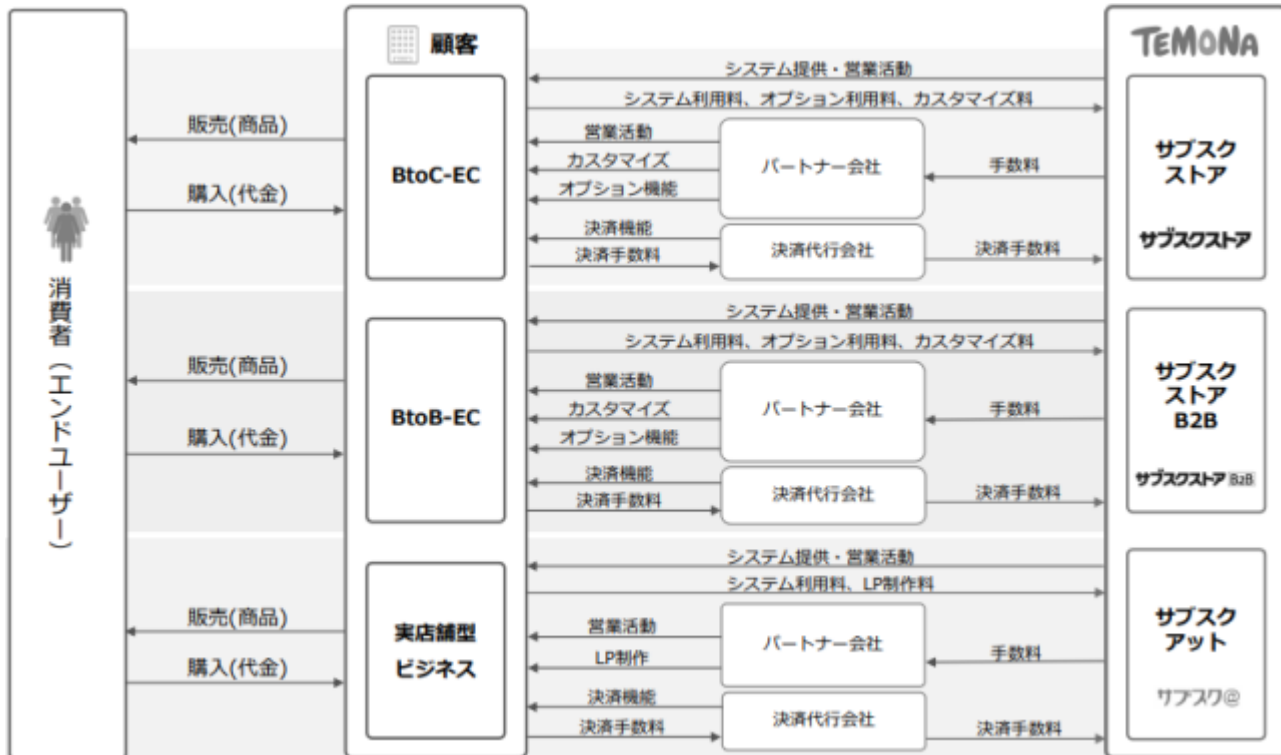 顧客
TEMONA
消費者（エンドユーザー）
システム提供・営業活動
システム利用料、オプション利用料、カスタマイズ料
販売(商品)
購入(代金)
BtoC-EC
営業活動
カスタマイズ
オプション機能
パートナー会社
手数料
決済機能
決済手数料
決済代行会社
決済手数料
サブスク
ストア
サブスクストア
システム提供・営業活動
システム利用料、オプション利用料、カスタマイズ料
販売(商品)
購入(代金)
BtoB-EC
営業活動
カスタマイズ
オプション機能
パートナー会社
手数料
決済機能
決済手数料
決済代行会社
決済手数料
サブスク
ストア
B2B
サブスクストア B2B
システム提供・営業活動
システム利用料、LP制作料
販売(商品)
購入(代金)
実店舗型
ビジネス
営業活動
LP制作
パートナー会社
手数料
決済機能
決済手数料
決済代行会社
決済手数料
サブスク
アット
サブスク@